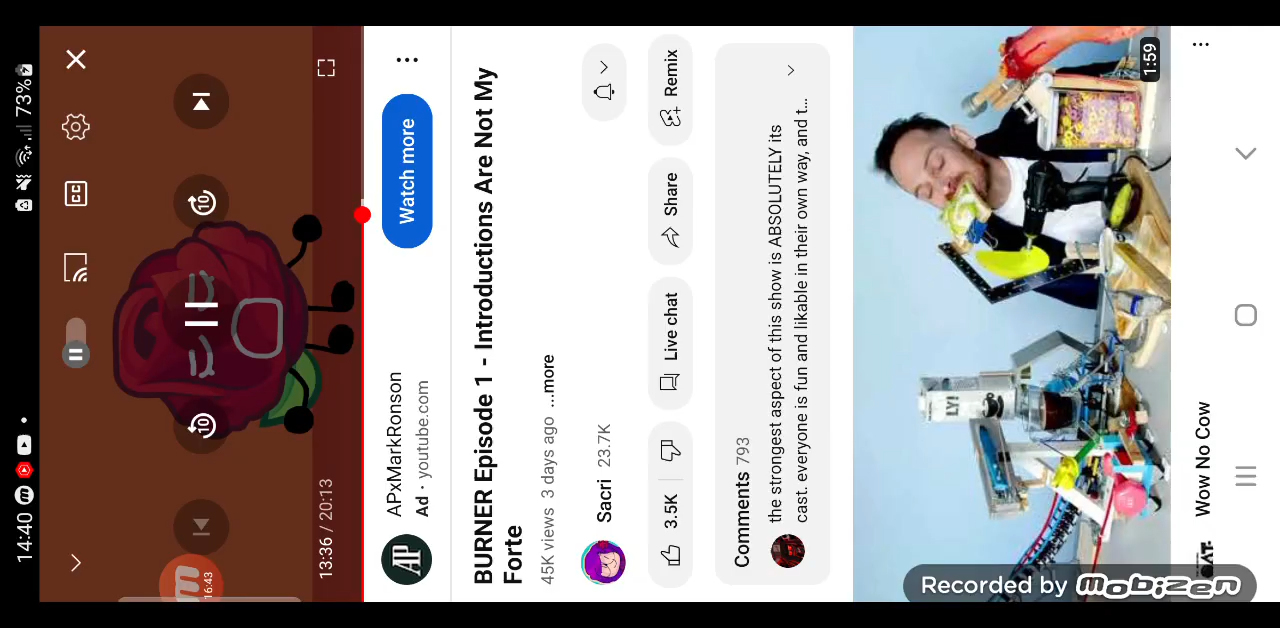 14:40
73%
16:43
13:36 / 20:13
APxMarkRonson
Ad · youtube.com
Watch more
BURNER Episode 1 - Introductions Are Not My
Forte
45K views 3 days ago ...more
Sacri 23.7K
3.5K
Live chat
Share
Remix
Comments 793
the strongest aspect of this show is ABSOLUTELY its
cast. everyone is fun and likable in their own way, and t...
1:59
Wow No Cow
Recorded by mobizen